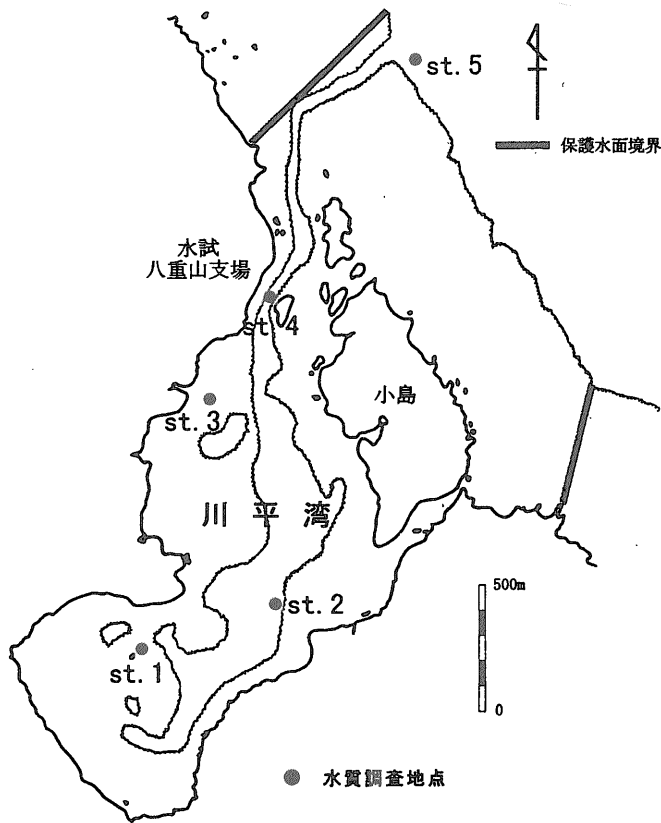 st. 5
保護水面境界
水試
八重山支場
st. 4
小島
st. 3
川平湾
500m
st. 2
st. 1
0
水質調査地点